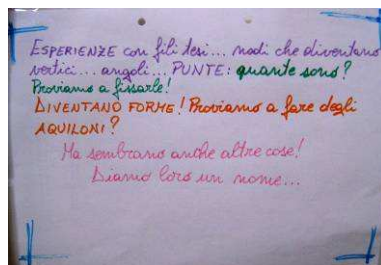 ESPERIENZE con fili tesi... nodi che diventano
vertici... angoli... PUNTE: quante sono?
Proviamo a fissarle!
DIVENTANO FORME! Proviamo a fare degli
AQUILONI?
Ma sembrano anche altre cose!
Diamo loro un nome...